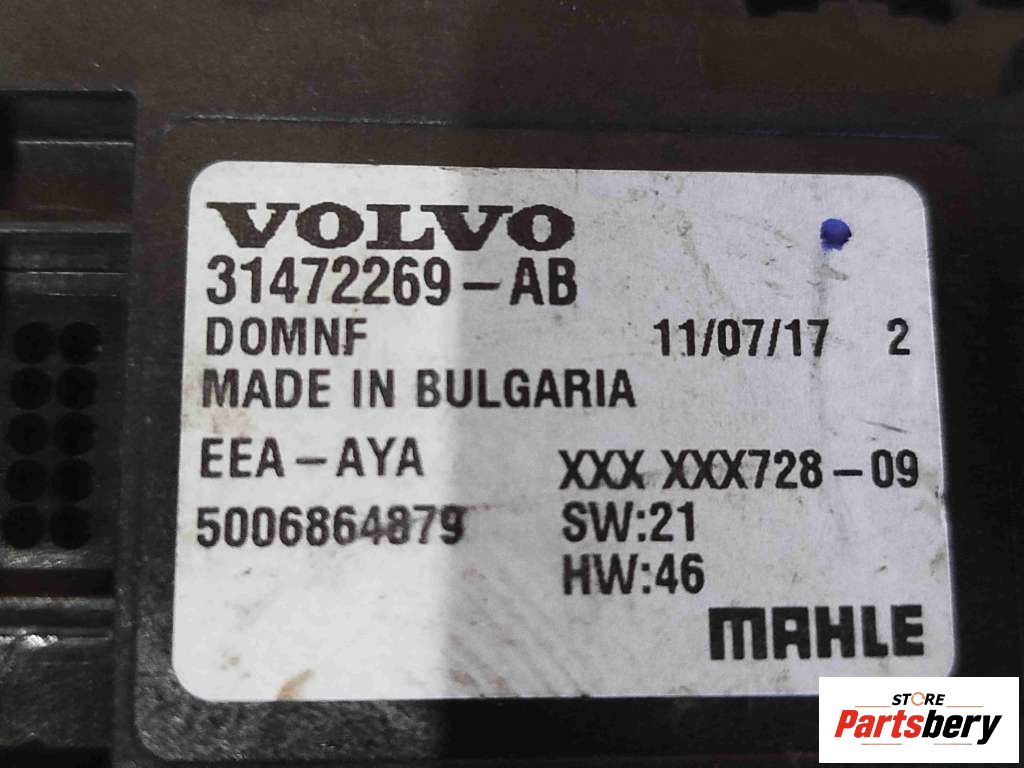 VOLVO
31472269-AB
DOMNF 11/07/17 2
MADE IN BULGARIA
EEA-AYA XXX XXX728-09
5006864879 SW:21
HW:46
MAHLE
STORE
Partsbery